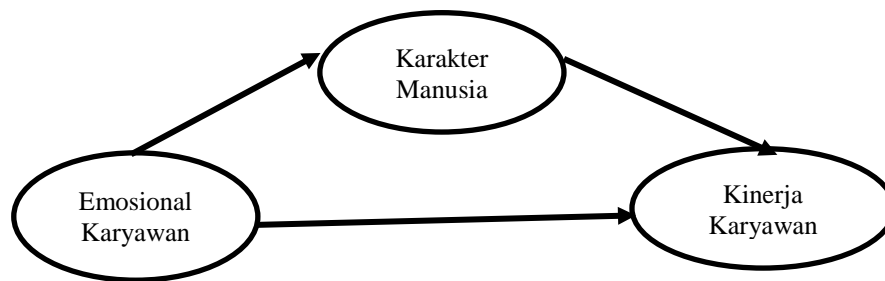 Karakter
Manusia
Emosional
Karyawan
Kinerja
Karyawan